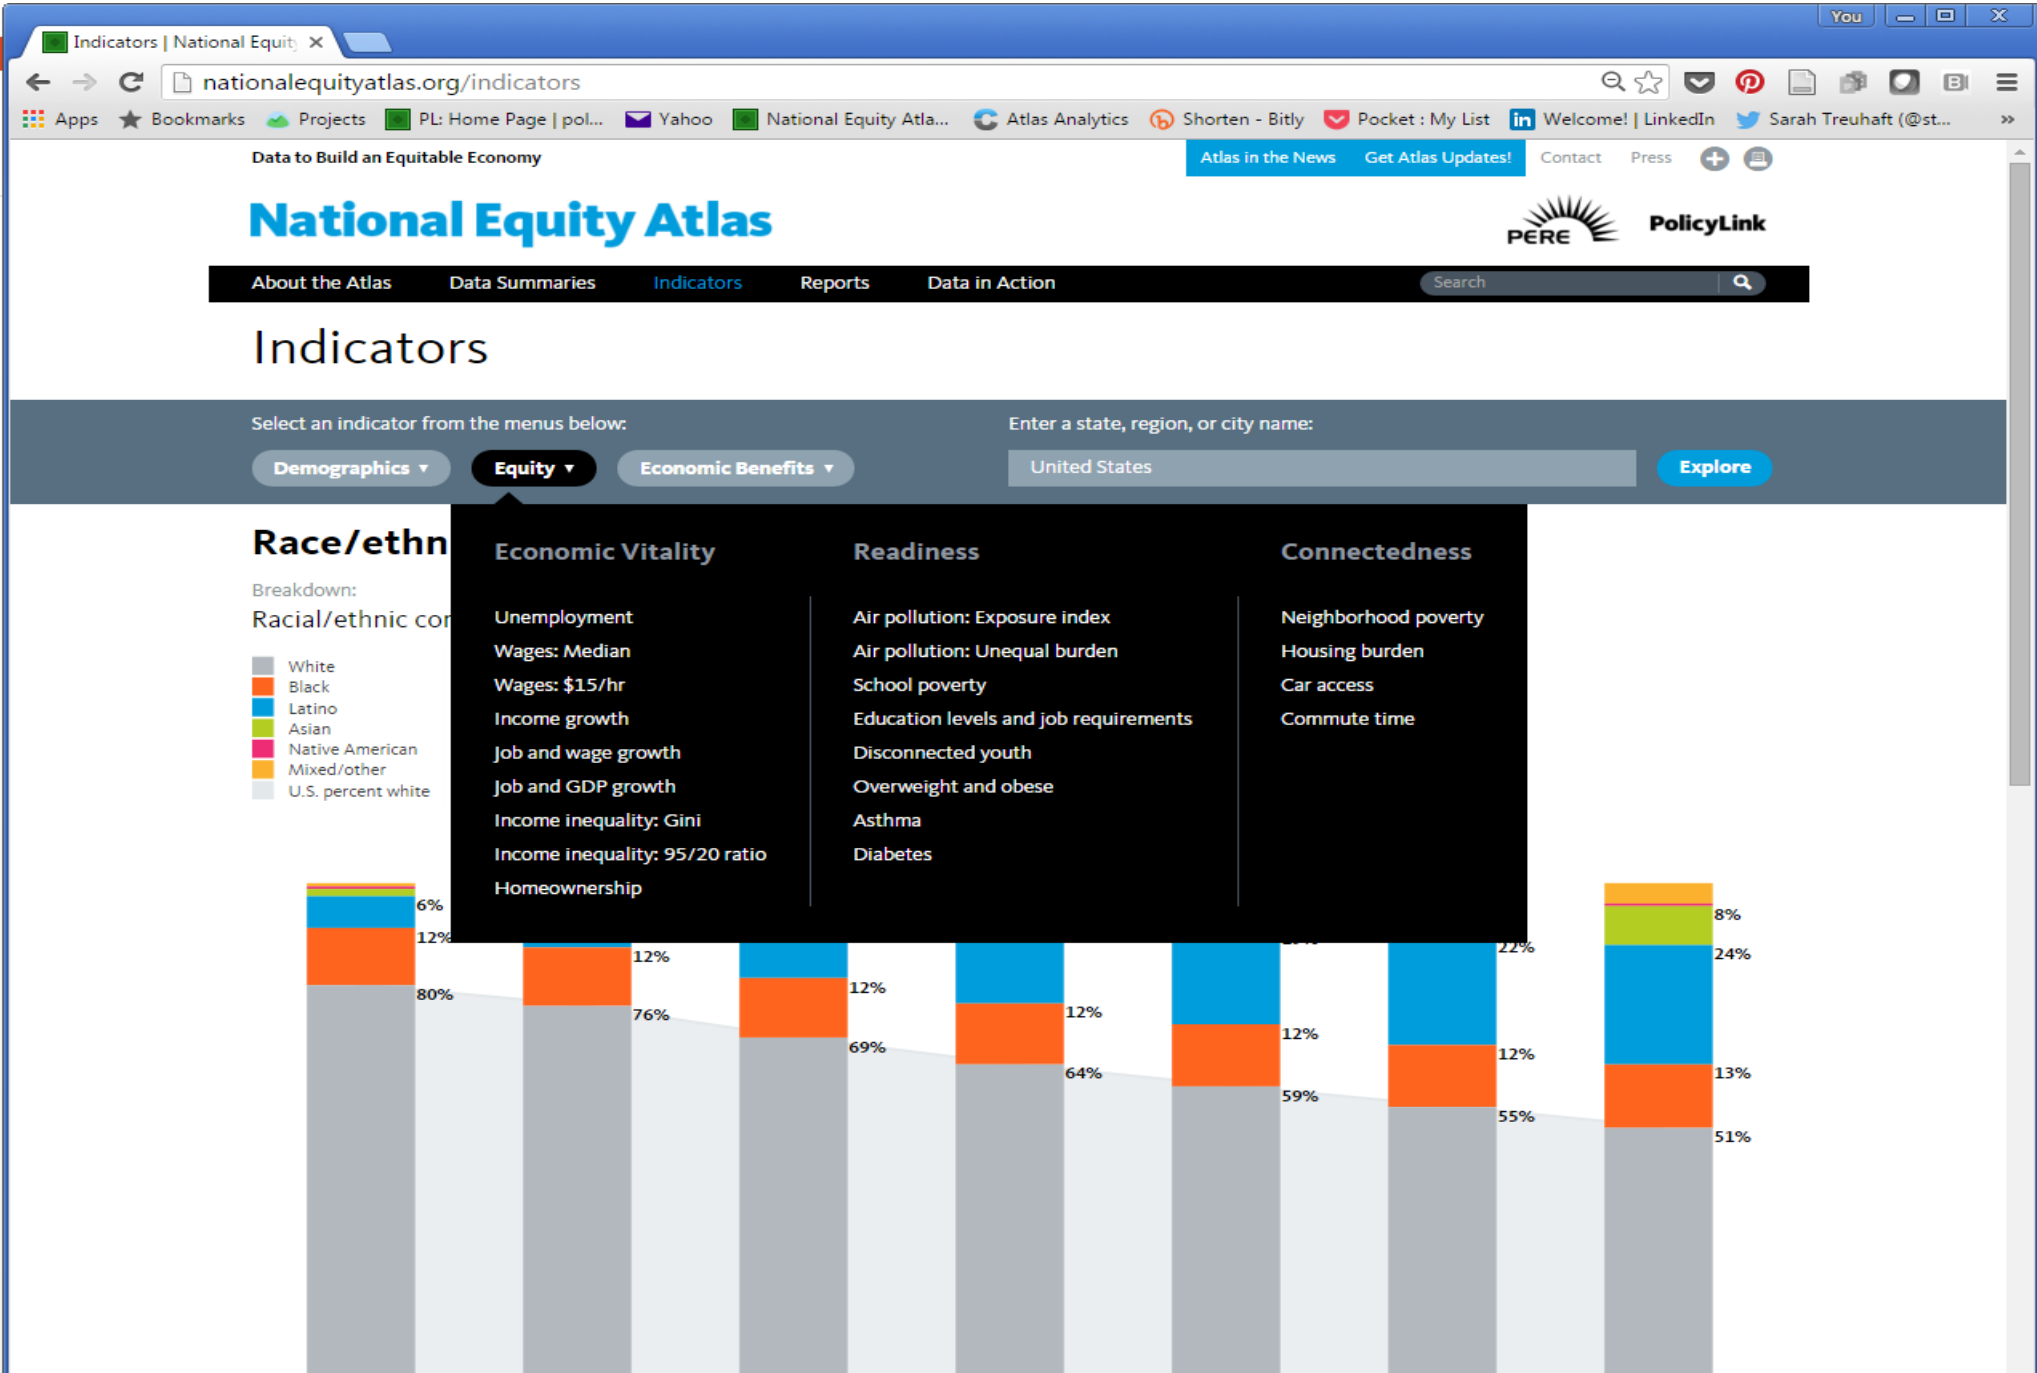 You
Indicators | National Equity
nationalequityatlas.org/indicators
Apps Bookmarks Projects PL: Home Page | pol... Yahoo National Equity Atla... Atlas Analytics Shorten - Bitly Pocket : My List in Welcome! | LinkedIn Sarah Treuhaft (@st... »
Data to Build an Equitable Economy
Atlas in the News Get Atlas Updates! Contact Press
National Equity Atlas
PERE PolicyLink
About the Atlas Data Summaries Indicators Reports Data in Action Search
Indicators
Select an indicator from the menus below:
Enter a state, region, or city name:
Demographics Equity Economic Benefits United States Explore
Race/ethn
Breakdown:
Racial/ethnic cor
White
Black
Latino
Asian
Native American
Mixed/other
U.S. percent white
Economic Vitality
Unemployment
Wages: Median
Wages: $15/hr
Income growth
Job and wage growth
Job and GDP growth
Income inequality: Gini
Income inequality: 95/20 ratio
Homeownership
Readiness
Air pollution: Exposure index
Air pollution: Unequal burden
School poverty
Education levels and job requirements
Disconnected youth
Overweight and obese
Asthma
Diabetes
Connectedness
Neighborhood poverty
Housing burden
Car access
Commute time
6%
12%
80%
12%
76%
12%
69%
12%
64%
12%
59%
22%
12%
55%
8%
24%
13%
51%